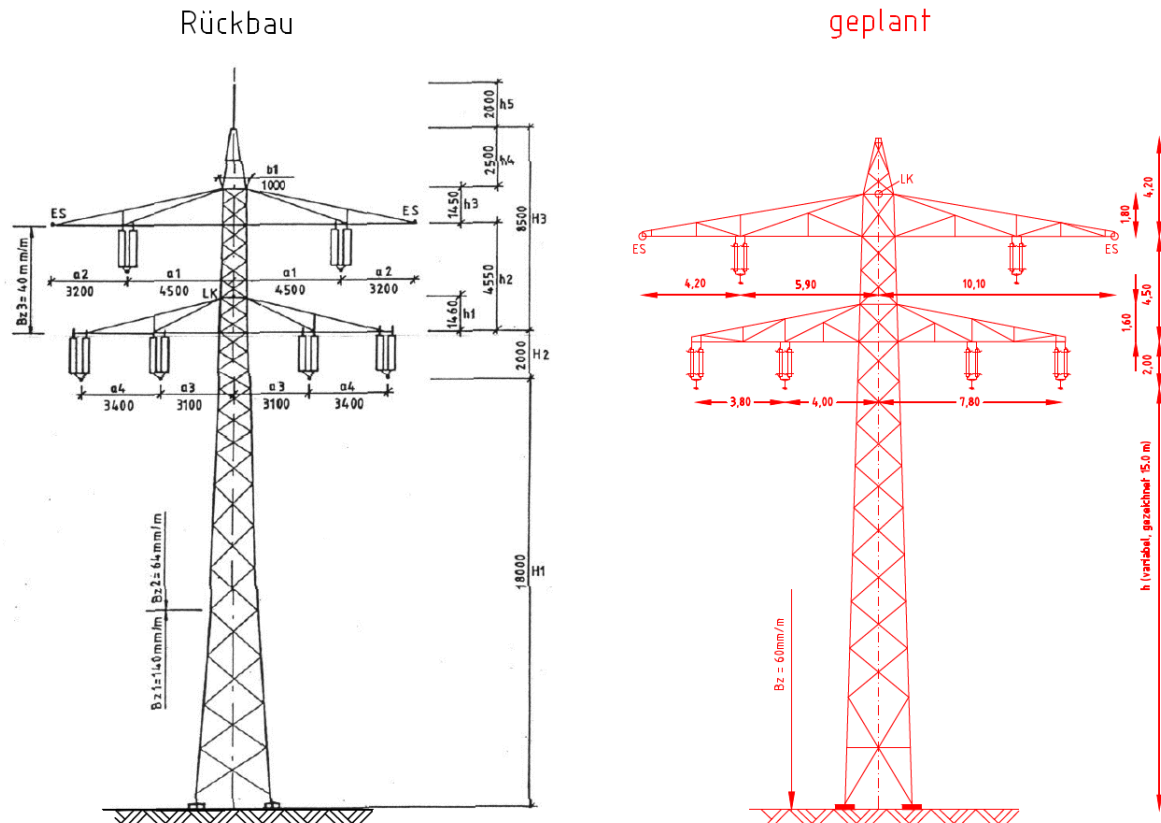 Rückbau
geplant
2000
h5
2500
h4
b1
1000
1450
h3
8500
H3
ES
ES
Bz3= 40mm/m
a2
a1
a1
a2
3200
4500
4500
3200
4550
h2
LK
1460
h1
2000
H2
a4
a3
a3
a4
3400
3100
3100
3400
Bz2=64mm/m
Bz1=140mm/m
18000
H1
LK
4,20
1,80
ES
ES
4,20
5,90
10,10
4,50
1,60
2,00
3,80
4,00
7,80
h (variabel, gezeichnet 15.0 m)
Bz = 60mm/m